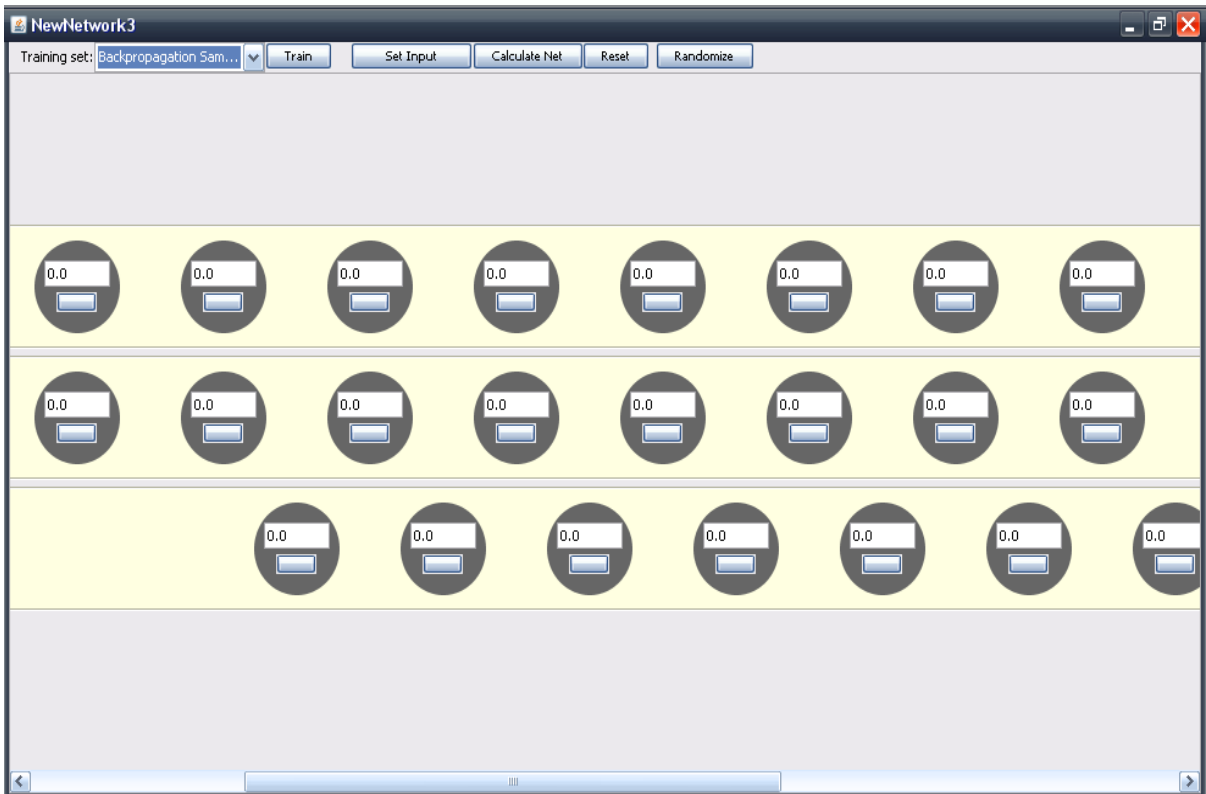 NewNetwork3
Training set: Backpropagation Sam... Train Set Input Calculate Net Reset Randomize
0.0 0.0 0.0 0.0 0.0 0.0 0.0 0.0
0.0 0.0 0.0 0.0 0.0 0.0 0.0 0.0
0.0 0.0 0.0 0.0 0.0 0.0 0.0